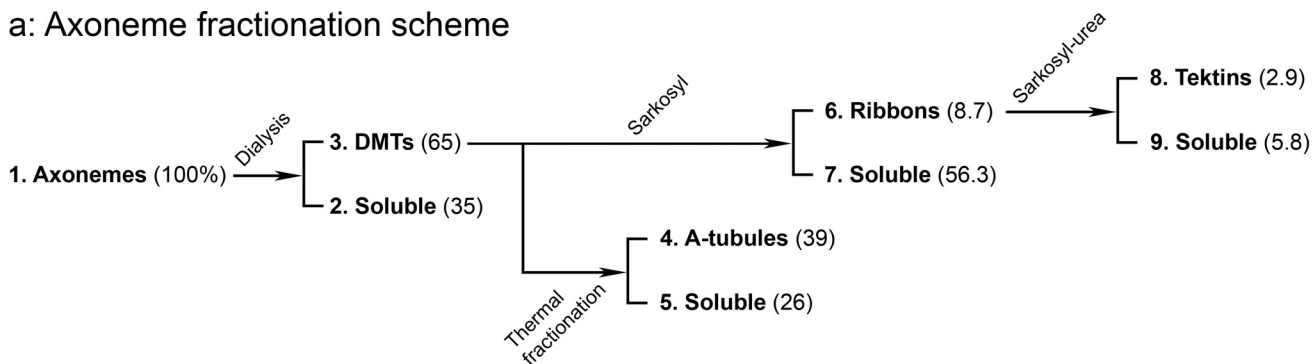 a: Axoneme fractionation scheme
1. Axonemes (100%)
Dialysis
3. DMTs (65)
2. Soluble (35)
Sarkosyl
6. Ribbons (8.7)
7. Soluble (56.3)
Sarkosyl-urea
8. Tektins (2.9)
9. Soluble (5.8)
Thermal
fractionation
4. A-tubules (39)
5. Soluble (26)